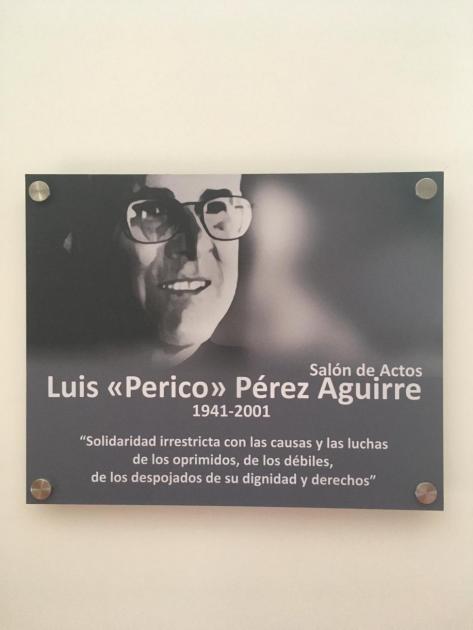 Salón de Actos
Luis «Perico» Pérez Aguirre
1941-2001
“Solidaridad irrestricta con las causas y las luchas
de los oprimidos, de los débiles,
de los despojados de su dignidad y derechos”